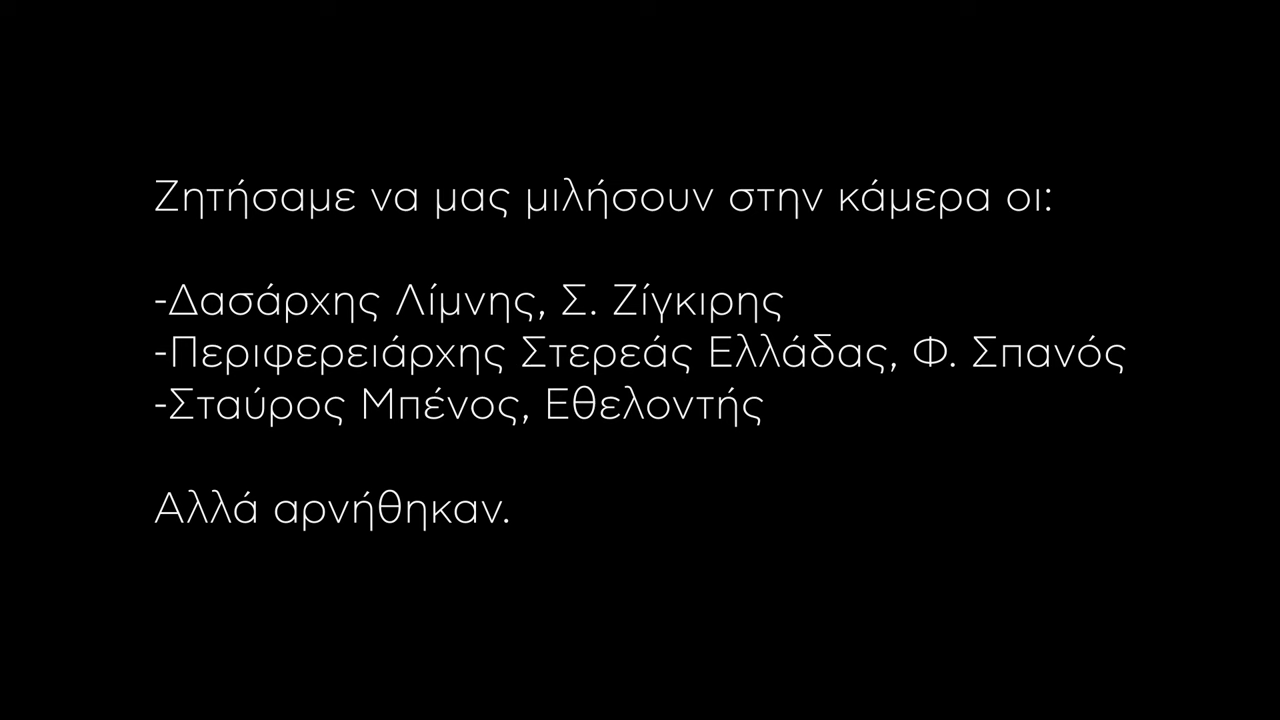 Ζητήσαμε να μας μιλήσουν στην κάμερα οι:
-Δασάρχης Λίμνης, Σ. Ζίγκιρης
-Περιφερειάρχης Στερεάς Ελλάδας, Φ. Σπανός
-Σταύρος Μπένος, Εθελοντής
Αλλά αρνήθηκαν.